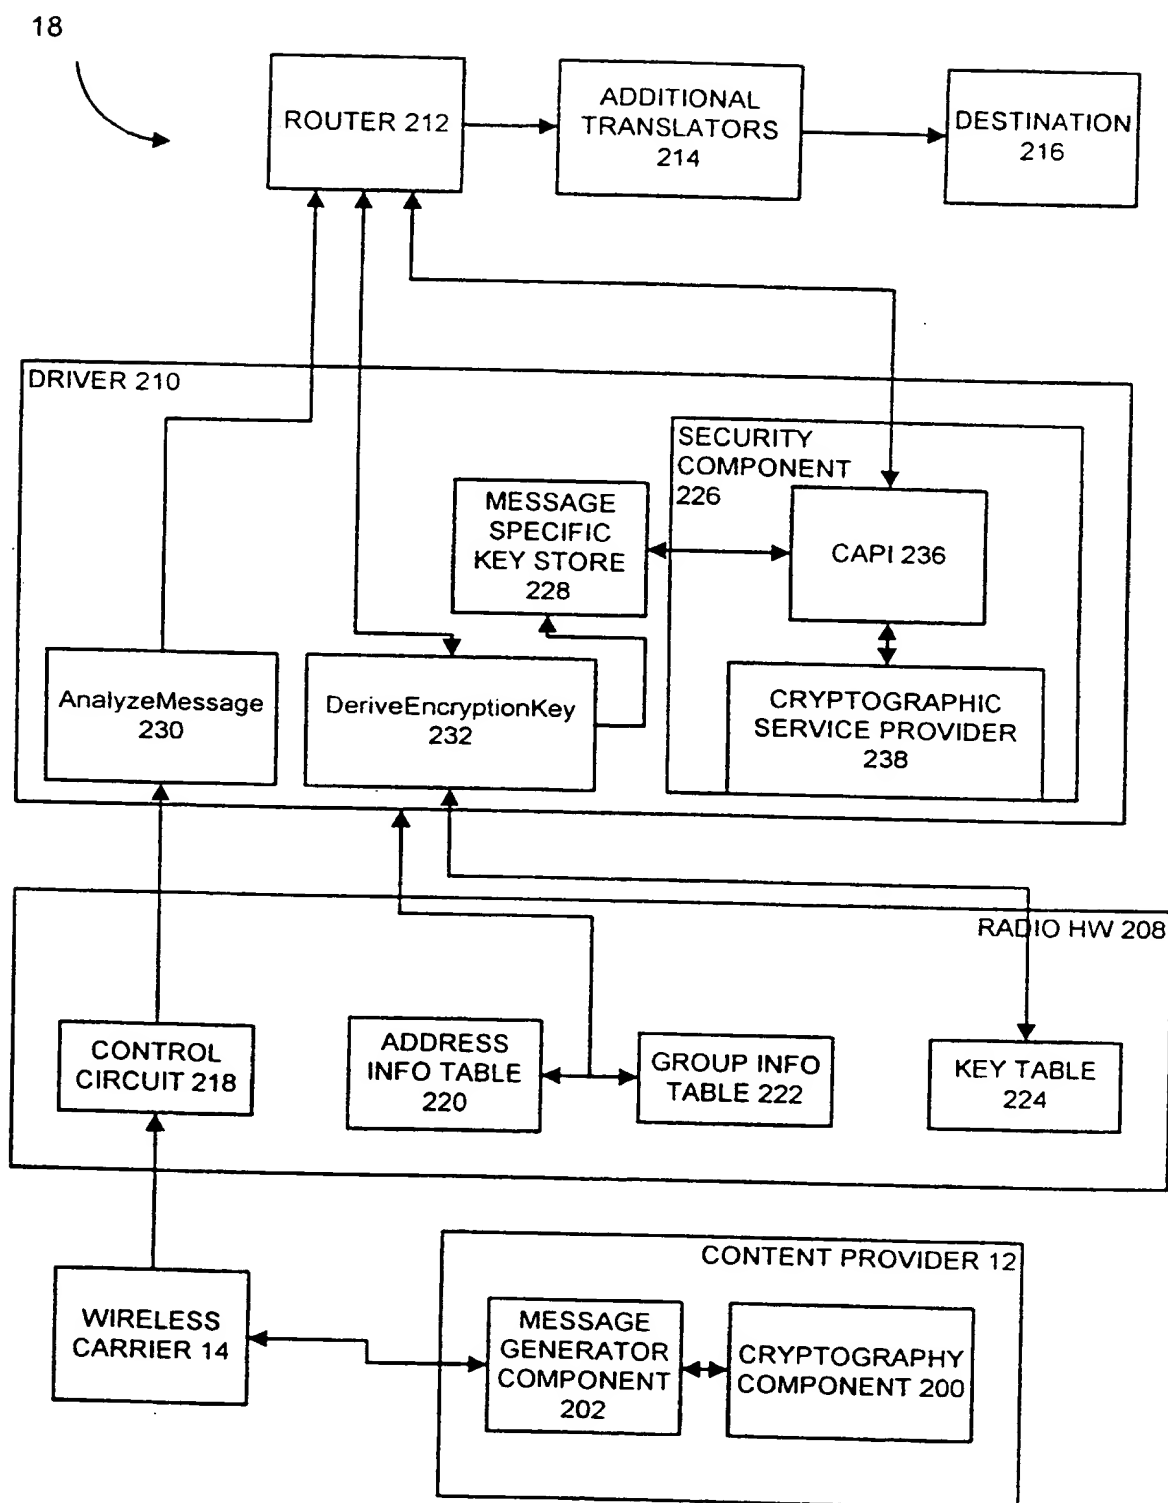 18
ROUTER 212
ADDITIONAL
TRANSLATORS
214
DESTINATION
216
DRIVER 210
SECURITY
COMPONENT
226
MESSAGE
SPECIFIC
KEY STORE
228
CAPI 236
AnalyzeMessage
230
DeriveEncryptionKey
232
CRYPTOGRAPHIC
SERVICE PROVIDER
238
RADIO HW 208
CONTROL
CIRCUIT 218
ADDRESS
INFO TABLE
220
GROUP INFO
TABLE 222
KEY TABLE
224
CONTENT PROVIDER 12
WIRELESS
CARRIER 14
MESSAGE
GENERATOR
COMPONENT
202
CRYPTOGRAPHY
COMPONENT 200